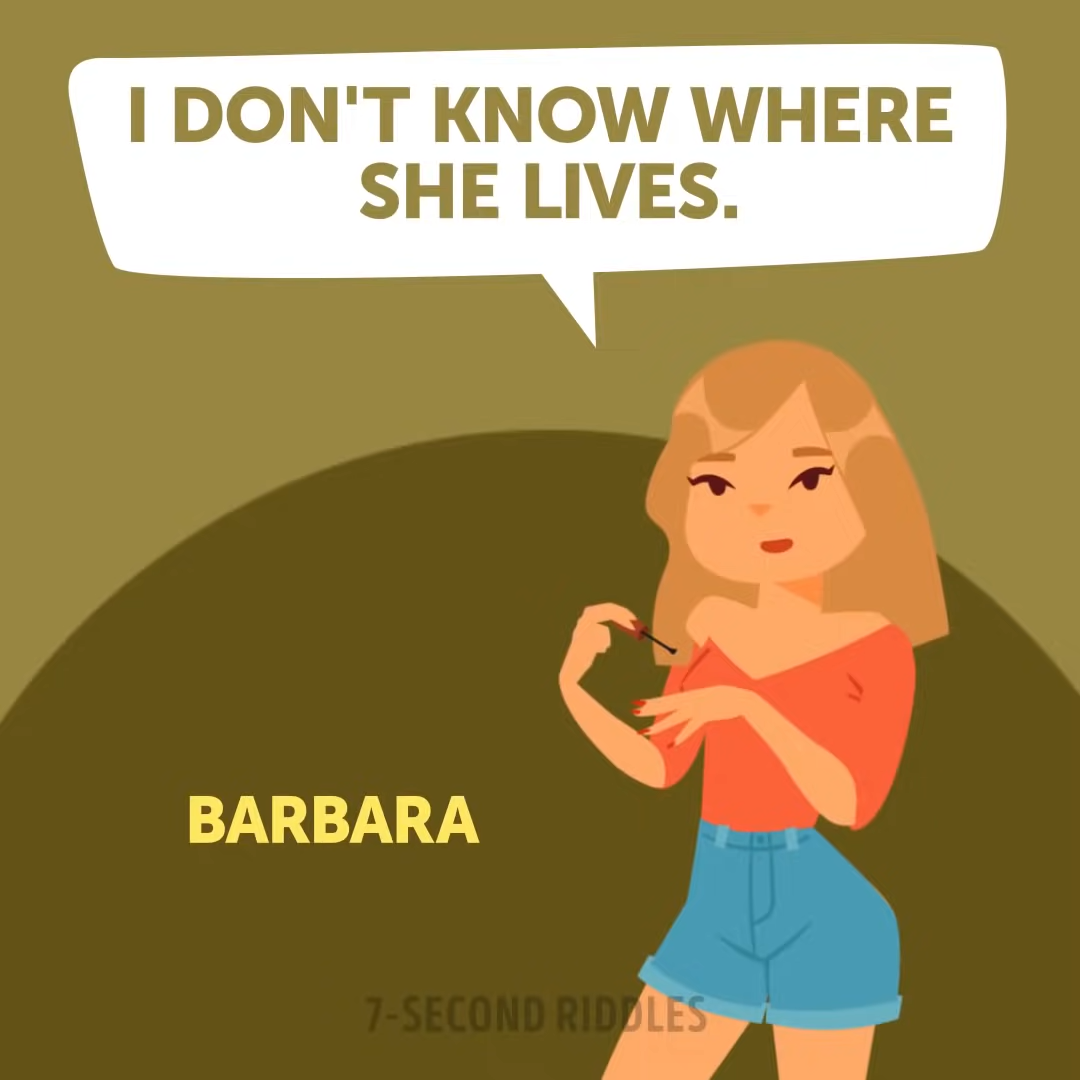 I DON'T KNOW WHERE
SHE LIVES.
BARBARA
7-SECOND RIDDLES